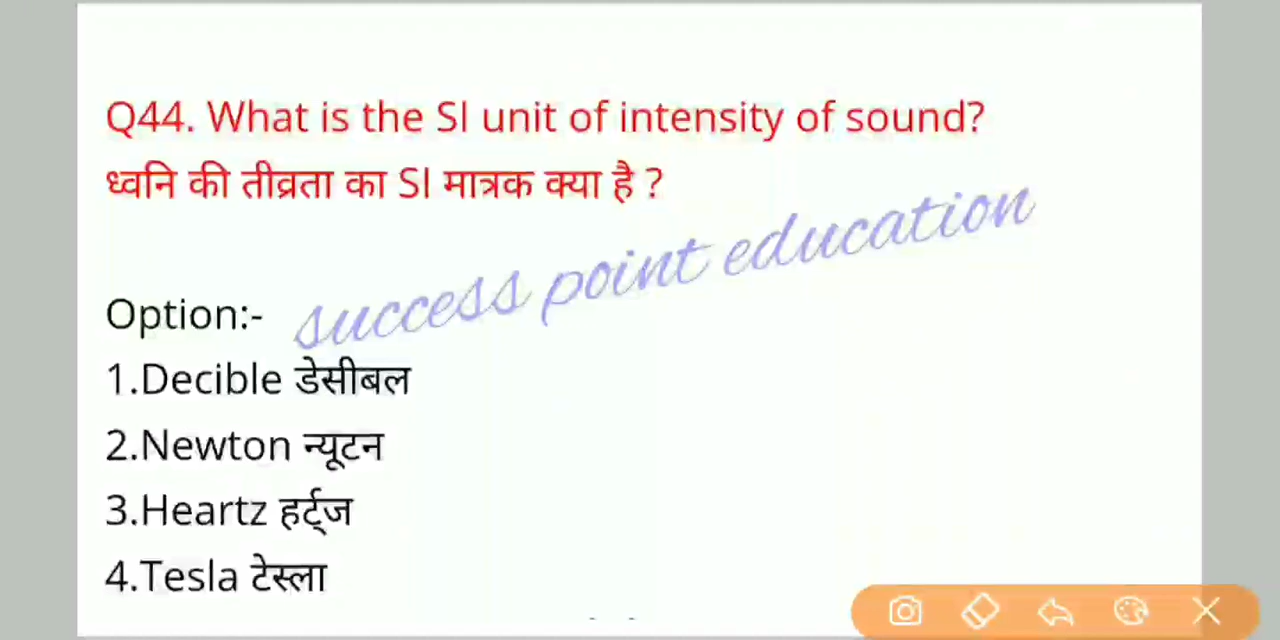 Q44. What is the SI unit of intensity of sound?
ध्वनि की तीव्रता का SI मात्रक क्या है ?
success point education
Option:-
1.Decible डेसीबल
2.Newton न्यूटन
3.Heartz हर्ट्ज
4.Tesla टेस्ला